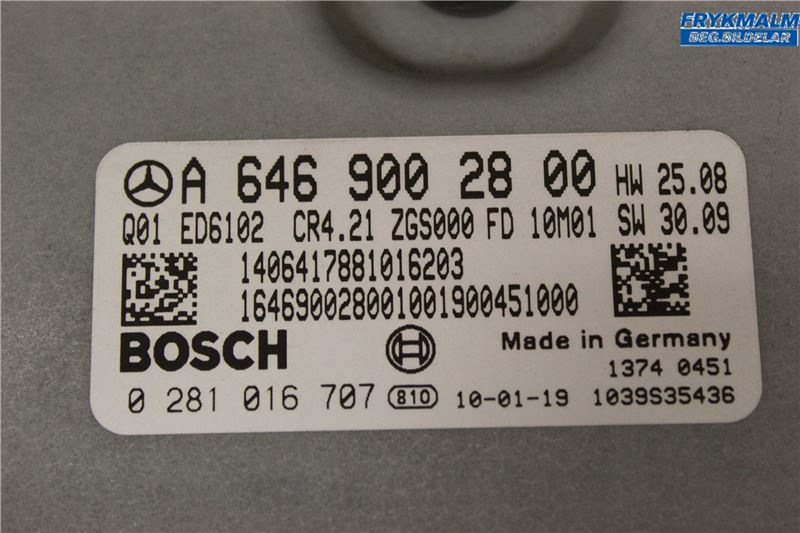 FRYKMALM
BEG.BILDELAR
A 646 900 28 00 HW 25.08
Q01 ED6102 CR4.21 ZGS000 FD 10M01 SW 30.09
1406417881016203
164690028001001900451000
BOSCH Made in Germany
1374 0451
0 281 016 707 810 10-01-19 1039S35436